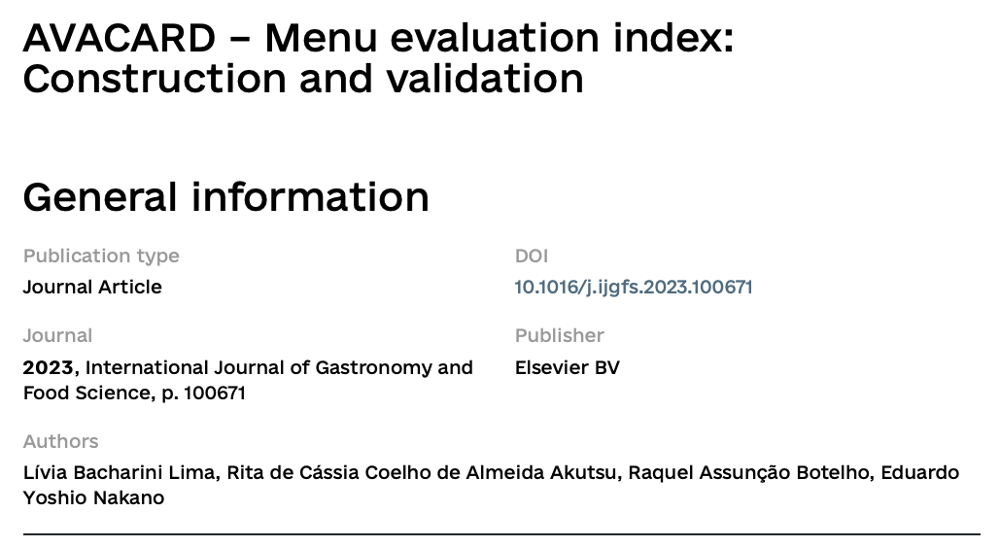 AVACARD – Menu evaluation index:
Construction and validation
General information
Publication type
Journal Article
DOI
10.1016/j.ijgfs.2023.100671
Journal
2023, International Journal of Gastronomy and
Food Science, p. 100671
Publisher
Elsevier BV
Authors
Lívia Bacharini Lima, Rita de Cássia Coelho de Almeida Akutsu, Raquel Assunção Botelho, Eduardo
Yoshio Nakano